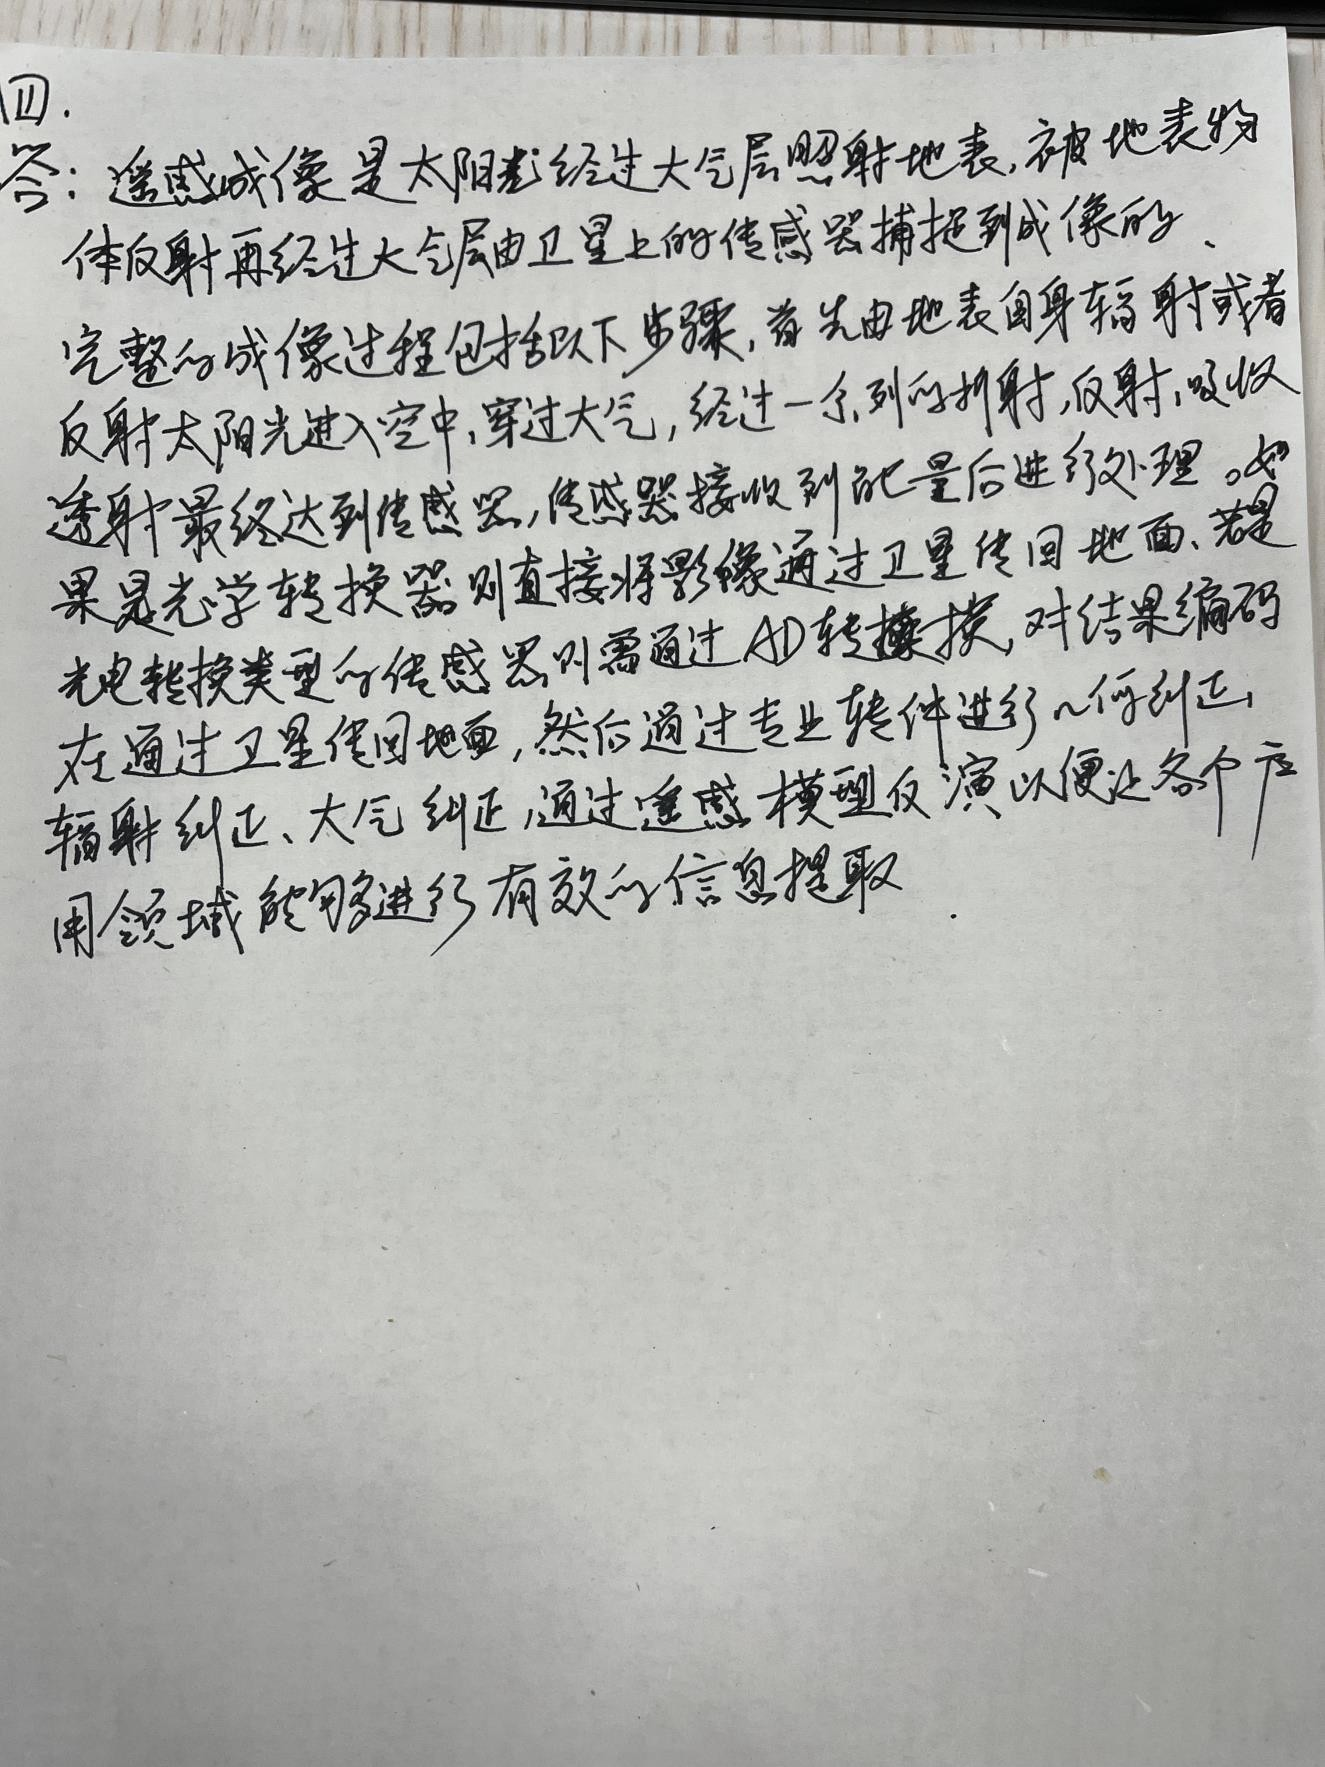 四.
答：遥感成像是太阳光经过大气层照射地表，被地表物
体反射再经过大气层由卫星上的传感器捕捉到成像的、
完整的成像过程包括以下步骤，首先由地表自身辐射或者
反射太阳光进入空中，穿过大气，经过一系列的折射，反射，吸收
透射最终达到传感器，传感器接收到能量后进行处理。如
果是光学转换器则直接将影像通过卫星传回地面、若是
光电转换类型的传感器则需通过AD转换，对结果编码
在通过卫星传回地面，然后通过专业转件进行几何纠正、
辐射纠正、大气纠正，通过遥感模型反演以便让各个应
用领域能够进行有效的信息提取.